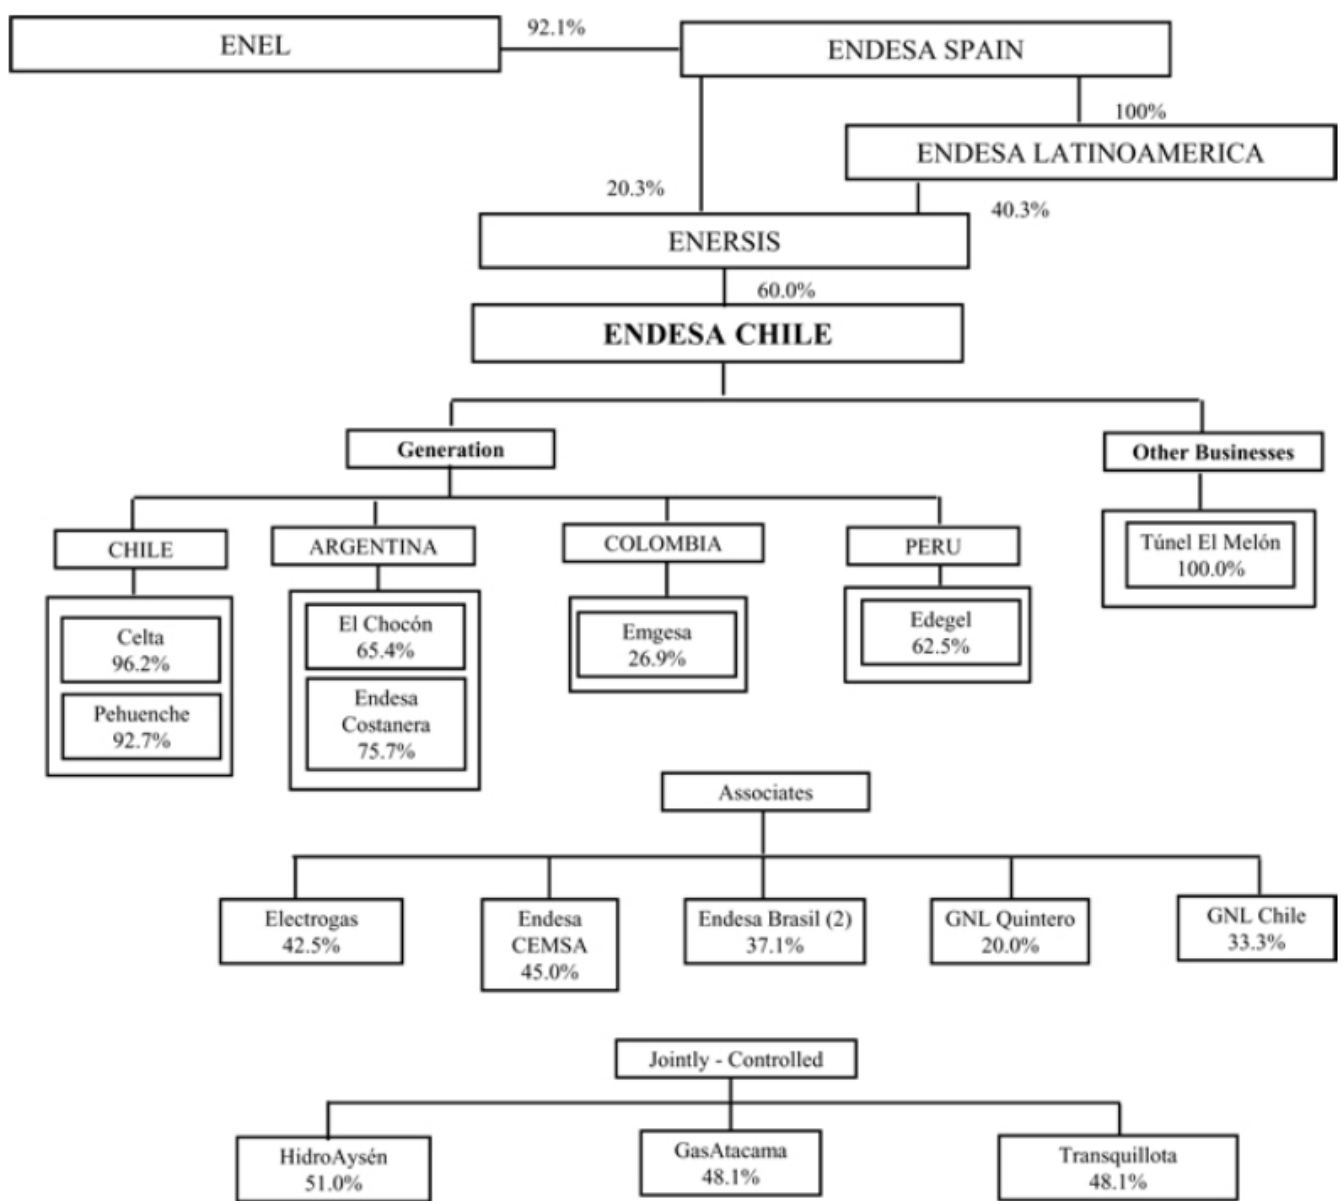 ENEL
92.1%
ENDESA SPAIN
100%
ENDESA LATINOAMERICA
20.3%
40.3%
ENERSIS
60.0%
ENDESA CHILE
Generation
Other Businesses
CHILE
ARGENTINA
COLOMBIA
PERU
Túnel El Melón
100.0%
Celta
96.2%
Pehuenche
92.7%
El Chocón
65.4%
Endesa
Costanera
75.7%
Emgesa
26.9%
Edegel
62.5%
Associates
Electrogas
42.5%
Endesa
CEMSA
45.0%
Endesa Brasil (2)
37.1%
GNL Quintero
20.0%
GNL Chile
33.3%
Jointly - Controlled
HidroAysén
51.0%
GasAtacama
48.1%
Transquillota
48.1%